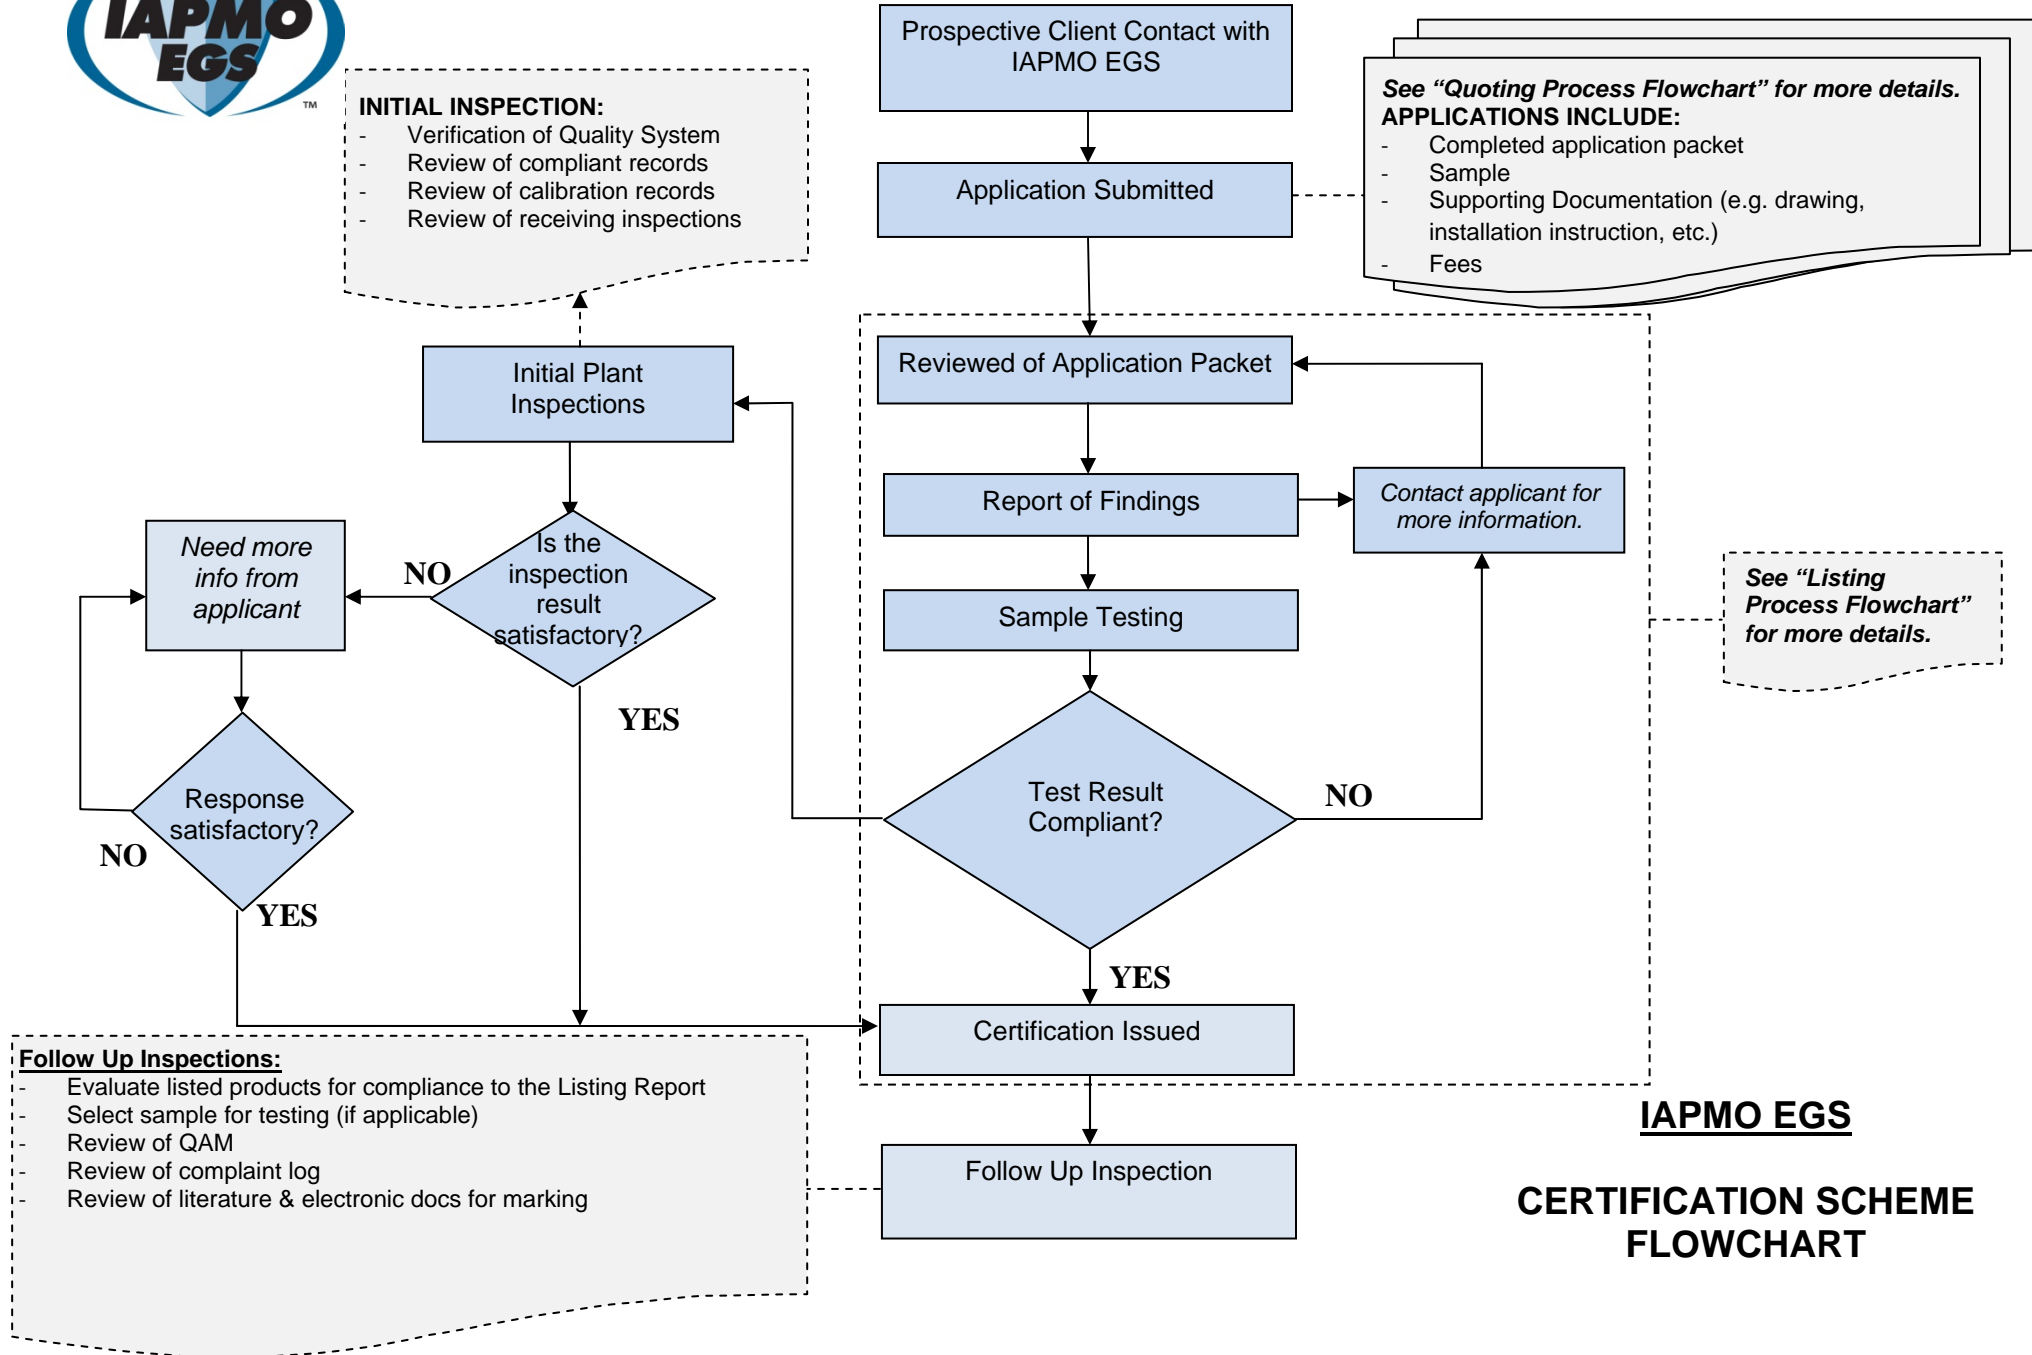 IAPMO
EGS
TM
Prospective Client Contact with
IAPMO EGS
See “Quoting Process Flowchart” for more details.
APPLICATIONS INCLUDE:
- Completed application packet
- Sample
- Supporting Documentation (e.g. drawing,
installation instruction, etc.)
- Fees
INITIAL INSPECTION:
- Verification of Quality System
- Review of compliant records
- Review of calibration records
- Review of receiving inspections
Application Submitted
Initial Plant
Inspections
Reviewed of Application Packet
Report of Findings
Contact applicant for
more information.
Need more
info from
applicant
NO
Is the
inspection
result
satisfactory?
Sample Testing
See “Listing
Process Flowchart”
for more details.
YES
Response
satisfactory?
NO
YES
Test Result
Compliant?
NO
YES
Certification Issued
Follow Up Inspections:
- Evaluate listed products for compliance to the Listing Report
- Select sample for testing (if applicable)
- Review of QAM
- Review of complaint log
- Review of literature & electronic docs for marking
Follow Up Inspection
IAPMO EGS
CERTIFICATION SCHEME
FLOWCHART